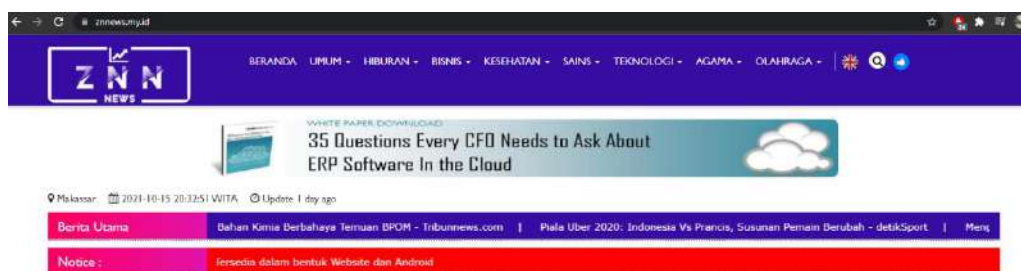 znnews.my.id
ZNN
NEWS
BERANDA UMUM HIBURAN BISNIS KESEHATAN SAINS TEKNOLOGI AGAMA OLAHRAGA
WHITE PAPER DOWNLOAD
35 Questions Every CFO Needs to Ask About
ERP Software In the Cloud
Makassar 2021-10-15 20:32:51 WITA Update 1 day ago
Berita Utama Bahan Kimia Berbahaya Temuan BPOM - Tribunnews.com | Piala Uber 2020: Indonesia Vs Prancis, Susunan Pemain Berubah - detikSport |
Notice : Tersedia dalam bentuk Website dan Android